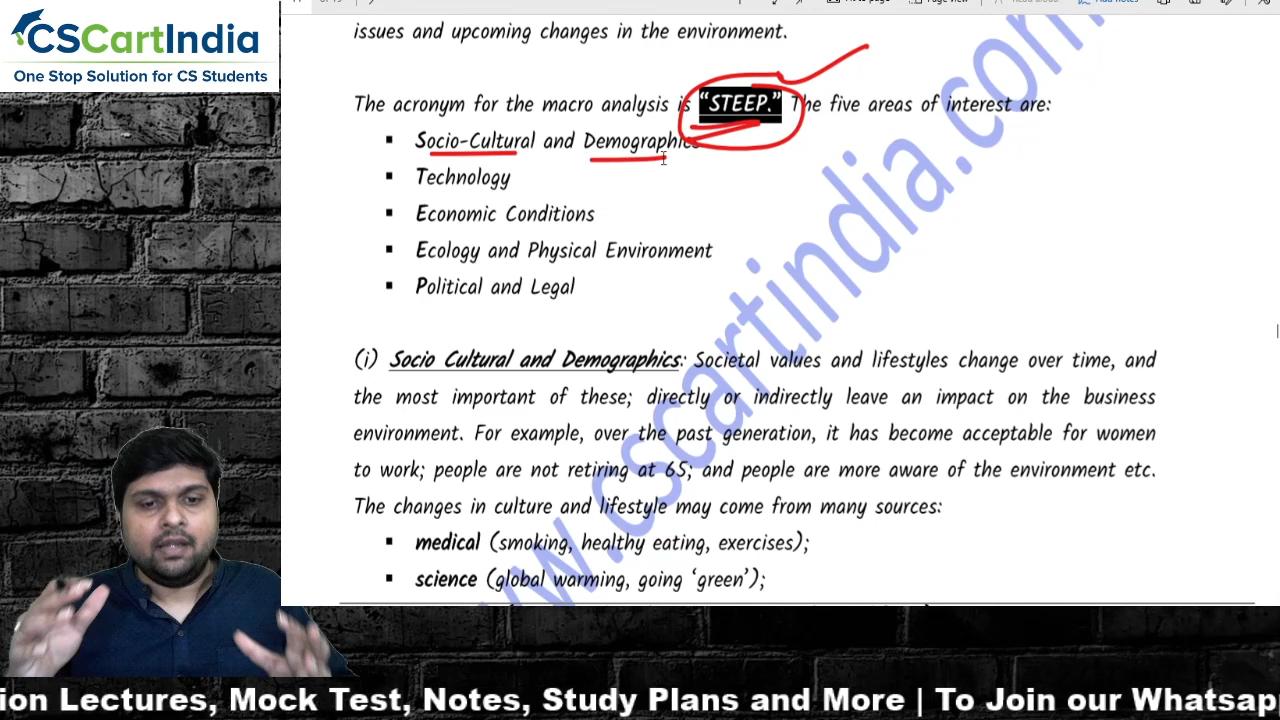 CSCartIndia
One Stop Solution for CS Students
issues and upcoming changes in the environment.
The acronym for the macro analysis is “STEEP.” The five areas of interest are:
▪ Socio-Cultural and Demographics
▪ Technology
▪ Economic Conditions
▪ Ecology and Physical Environment
▪ Political and Legal
(i) Socio Cultural and Demographics: Societal values and lifestyles change over time, and
the most important of these; directly or indirectly leave an impact on the business
environment. For example, over the past generation, it has become acceptable for women
to work; people are not retiring at 65; and people are more aware of the environment etc.
The changes in culture and lifestyle may come from many sources:
▪ medical (smoking, healthy eating, exercises);
▪ science (global warming, going ‘green’);
www.cscartindia.com
ion Lectures, Mock Test, Notes, Study Plans and More | To Join our Whatsap